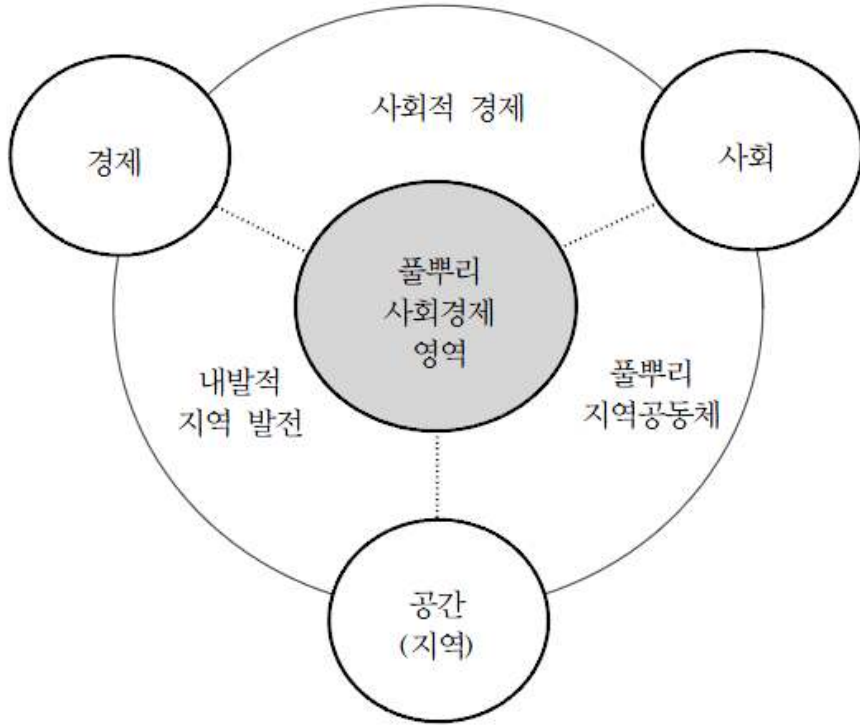 사회적 경제
경제
사회
풀뿌리
사회경제
영역
내발적
지역 발전
풀뿌리
지역공동체
공간
(지역)